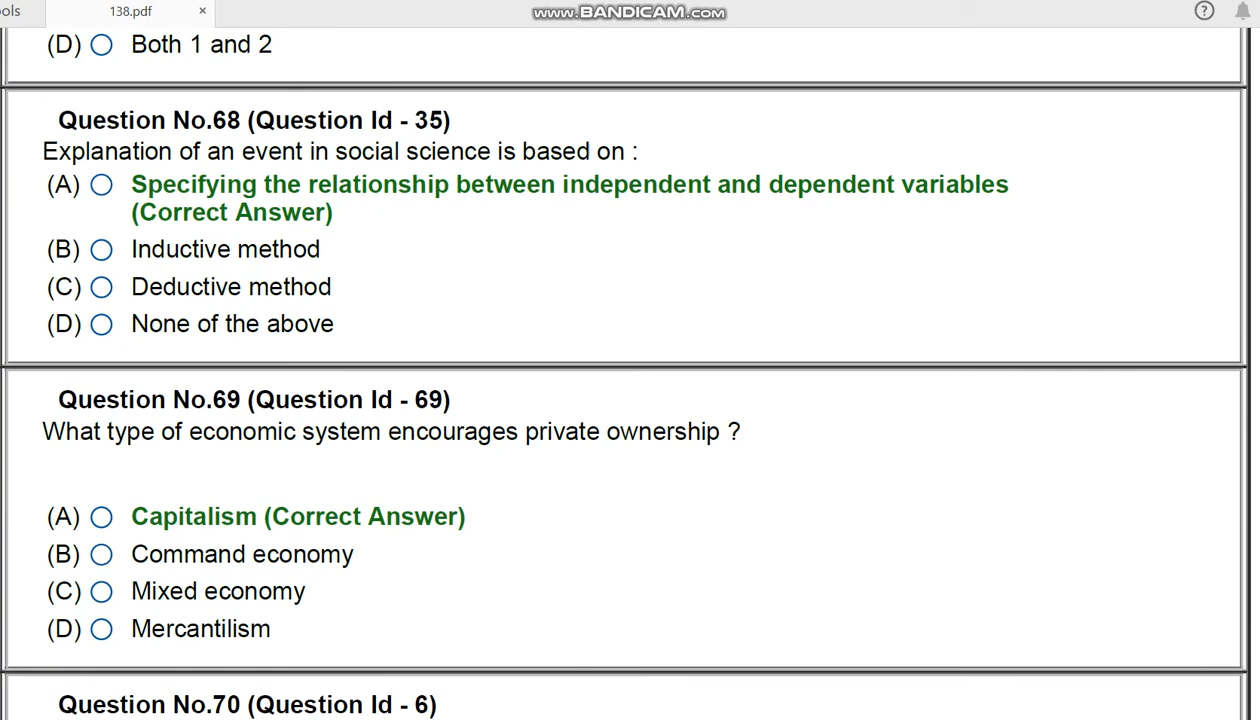 ols
138.pdf
×
www.BANDICAM.com
?
(D) Both 1 and 2
Question No.68 (Question Id - 35)
Explanation of an event in social science is based on :
(A) Specifying the relationship between independent and dependent variables
(Correct Answer)
(B) Inductive method
(C) Deductive method
(D) None of the above
Question No.69 (Question Id - 69)
What type of economic system encourages private ownership ?
(A) Capitalism (Correct Answer)
(B) Command economy
(C) Mixed economy
(D) Mercantilism
Question No.70 (Question Id - 6)